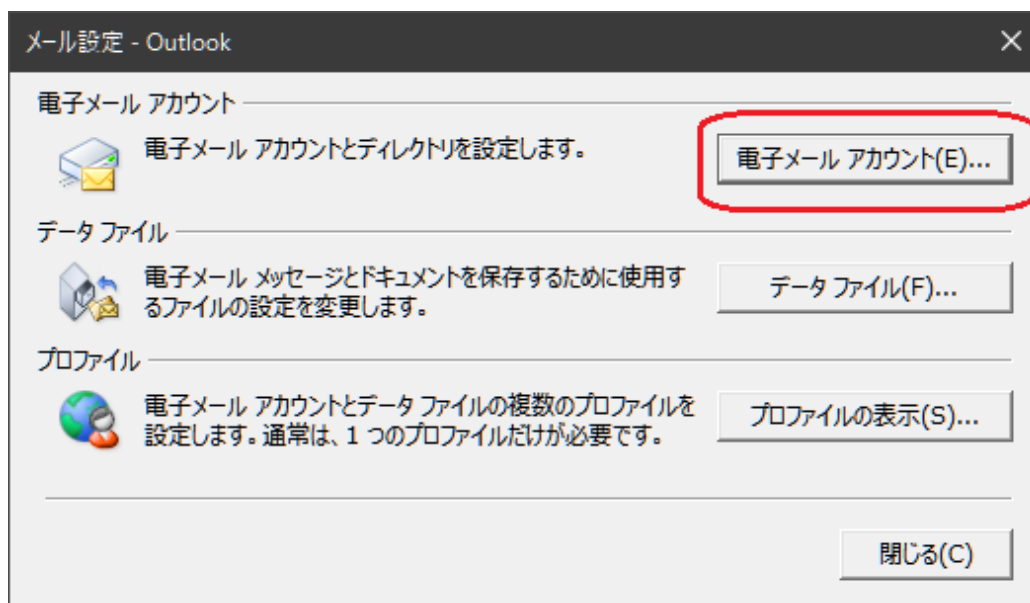 メール設定 - Outlook
電子メール アカウント
電子メール アカウントとディレクトリを設定します。
電子メール アカウント(E)...
データ ファイル
電子メール メッセージとドキュメントを保存するために使用す
るファイルの設定を変更します。
データ ファイル(F)...
プロファイル
電子メール アカウントとデータ ファイルの複数のプロファイルを
設定します。通常は、1 つのプロファイルだけが必要です。
プロファイルの表示(S)...
閉じる(C)